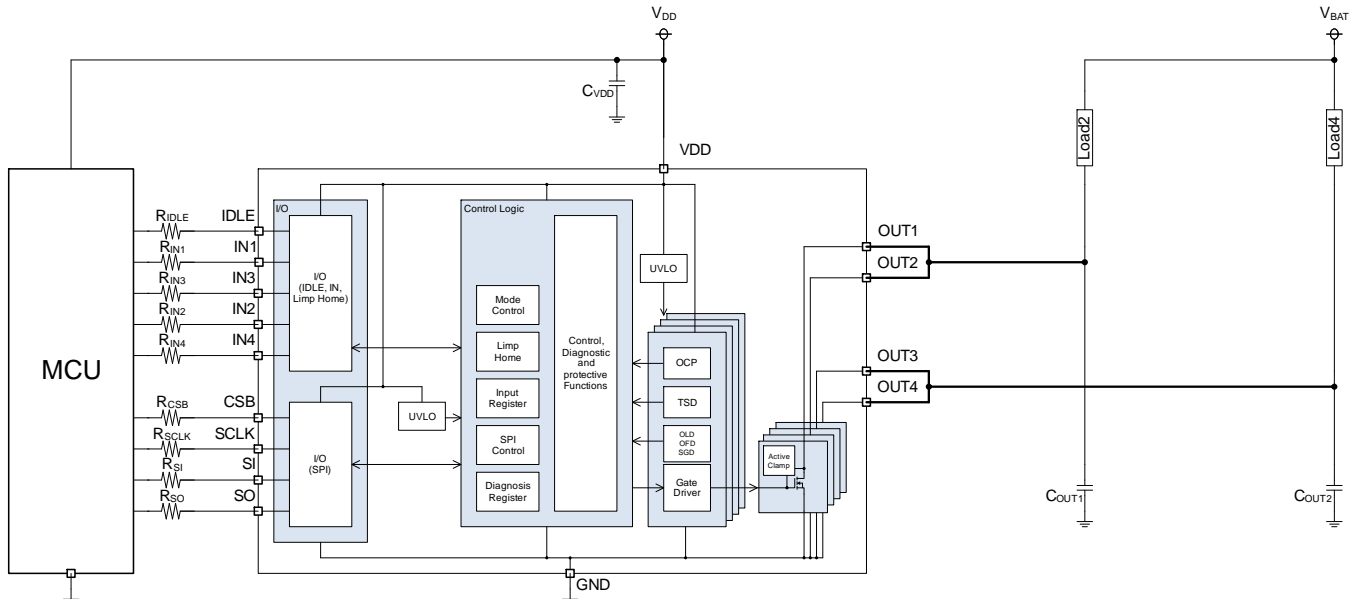 VDD
VBAT
CVDD
Load2
Load4
VDD
MCU
RIDLE
IDLE
RIN1
IN1
RIN3
IN3
RIN2
IN2
RIN4
IN4
RCSB
CSB
RSCLK
SCLK
RSI
SI
RSO
SO
I/O
I/O
(IDLE, IN,
Limp Home)
I/O
(SPI)
UVLO
Control Logic
Mode
Control
Limp
Home
Input
Register
SPI
Control
Diagnosis
Register
Control,
Diagnostic
and
protective
Functions
UVLO
OCP
TSD
OLD
OFD
SGD
Gate
Driver
Active
Clamp
OUT1
OUT2
OUT3
OUT4
COUT1
COUT2
GND